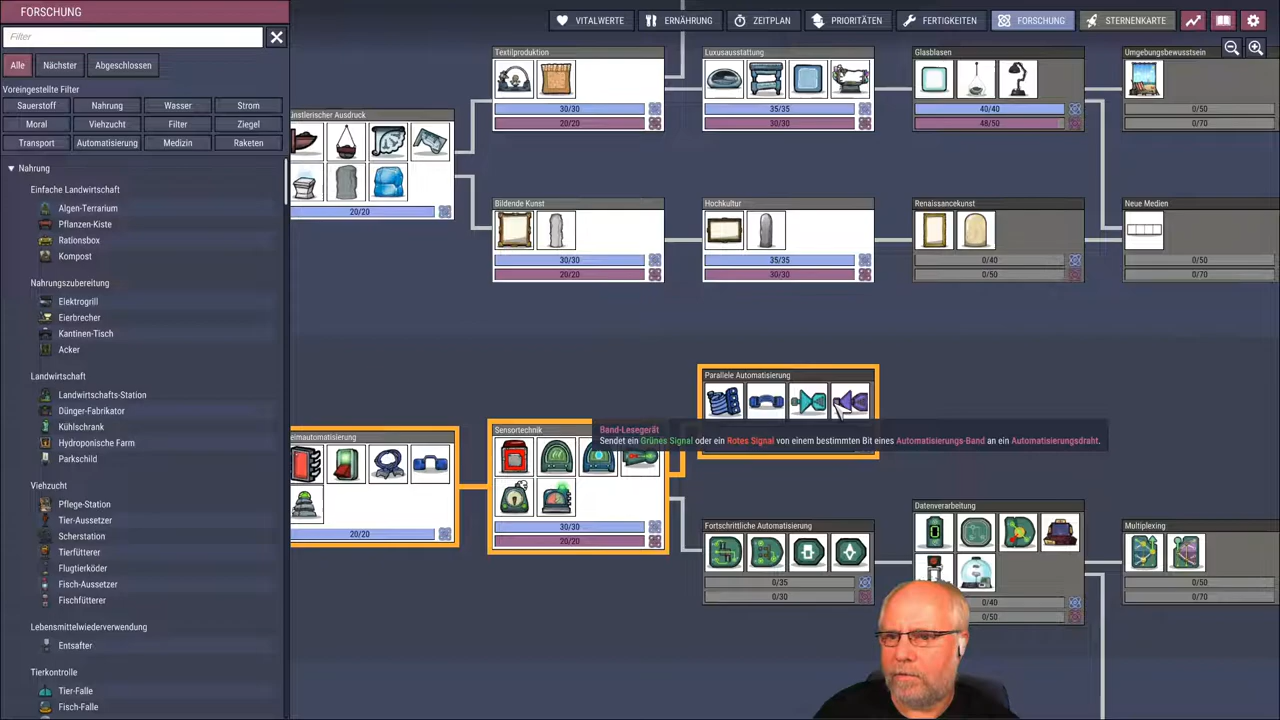 FORSCHUNG
Filter
Alle
Nächster
Abgeschlossen
Voreingestellte Filter
Sauerstoff
Nahrung
Wasser
Strom
Moral
Viehzucht
Filter
Ziegel
Transport
Automatisierung
Medizin
Raketen
Nahrung
Einfache Landwirtschaft
Algen-Terrarium
Pflanzen-Kiste
Rationsbox
Kompost
Nahrungszubereitung
Elektrogrill
Eierbrecher
Kantinen-Tisch
Acker
Landwirtschaft
Landwirtschafts-Station
Dünger-Fabrikator
Kühlschrank
Hydroponische Farm
Parkschild
Viehzucht
Pflege-Station
Tier-Aussetzer
Scherstation
Tierfütterer
Flugtierköder
Fisch-Aussetzer
Fischfütterer
Lebensmittelwiederverwendung
Entsafter
Tierkontrolle
Tier-Falle
Fisch-Falle
VITALWERTE
ERNÄHRUNG
ZEITPLAN
PRIORITÄTEN
FERTIGKEITEN
FORSCHUNG
STERNENKARTE
Textilproduktion
30/30
20/20
Luxusausstattung
35/35
30/30
Glasblasen
40/40
48/50
Umgebungsbewusstsein
0/50
0/70
ünstlerischer Ausdruck
20/20
Bildende Kunst
30/30
20/20
Hochkultur
35/35
30/30
Renaissancekunst
0/40
0/50
Neue Medien
0/50
0/70
Parallele Automatisierung
Band-Lesegerät
Sendet ein Grünes Signal oder ein Rotes Signal von einem bestimmten Bit eines Automatisierungs-Band an ein Automatisierungsdraht.
eimautomatisierung
20/20
Sensortechnik
30/30
20/20
Fortschrittliche Automatisierung
0/35
0/30
Datenverarbeitung
0/40
0/50
Multiplexing
0/50
0/70